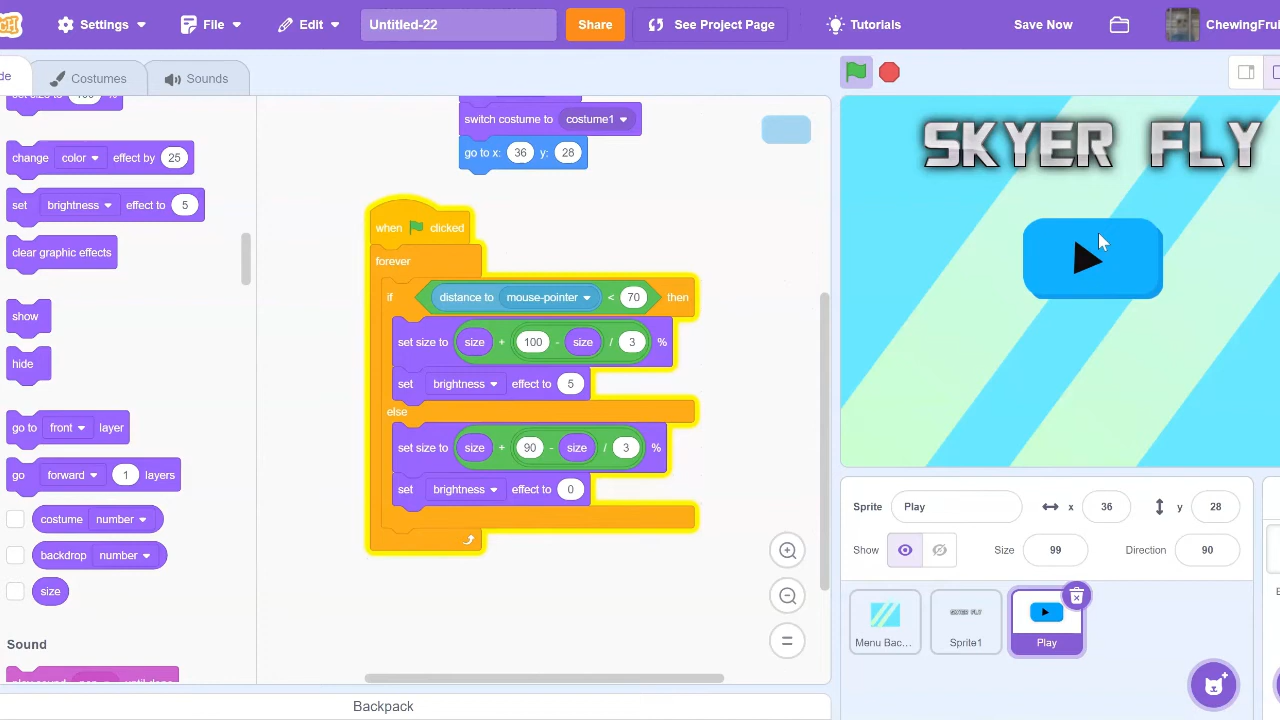 Settings File Edit Untitled-22 Share See Project Page Tutorials Save Now
Costumes Sounds
change color effect by 25
set brightness effect to 5
clear graphic effects
show
hide
go to front layer
go forward 1 layers
costume number
backdrop number
size
Sound
switch costume to costume1
go to x: 36 y: 28
when clicked
forever
if distance to mouse-pointer < 70 then
set size to size + 100 - size / 3 %
set brightness effect to 5
else
set size to size + 90 - size / 3 %
set brightness effect to 0
Backpack
SKYER FLY
Sprite Play x 36 y 28
Show Size 99 Direction 90
Menu Bac... Sprite1 Play
SKYER FLY